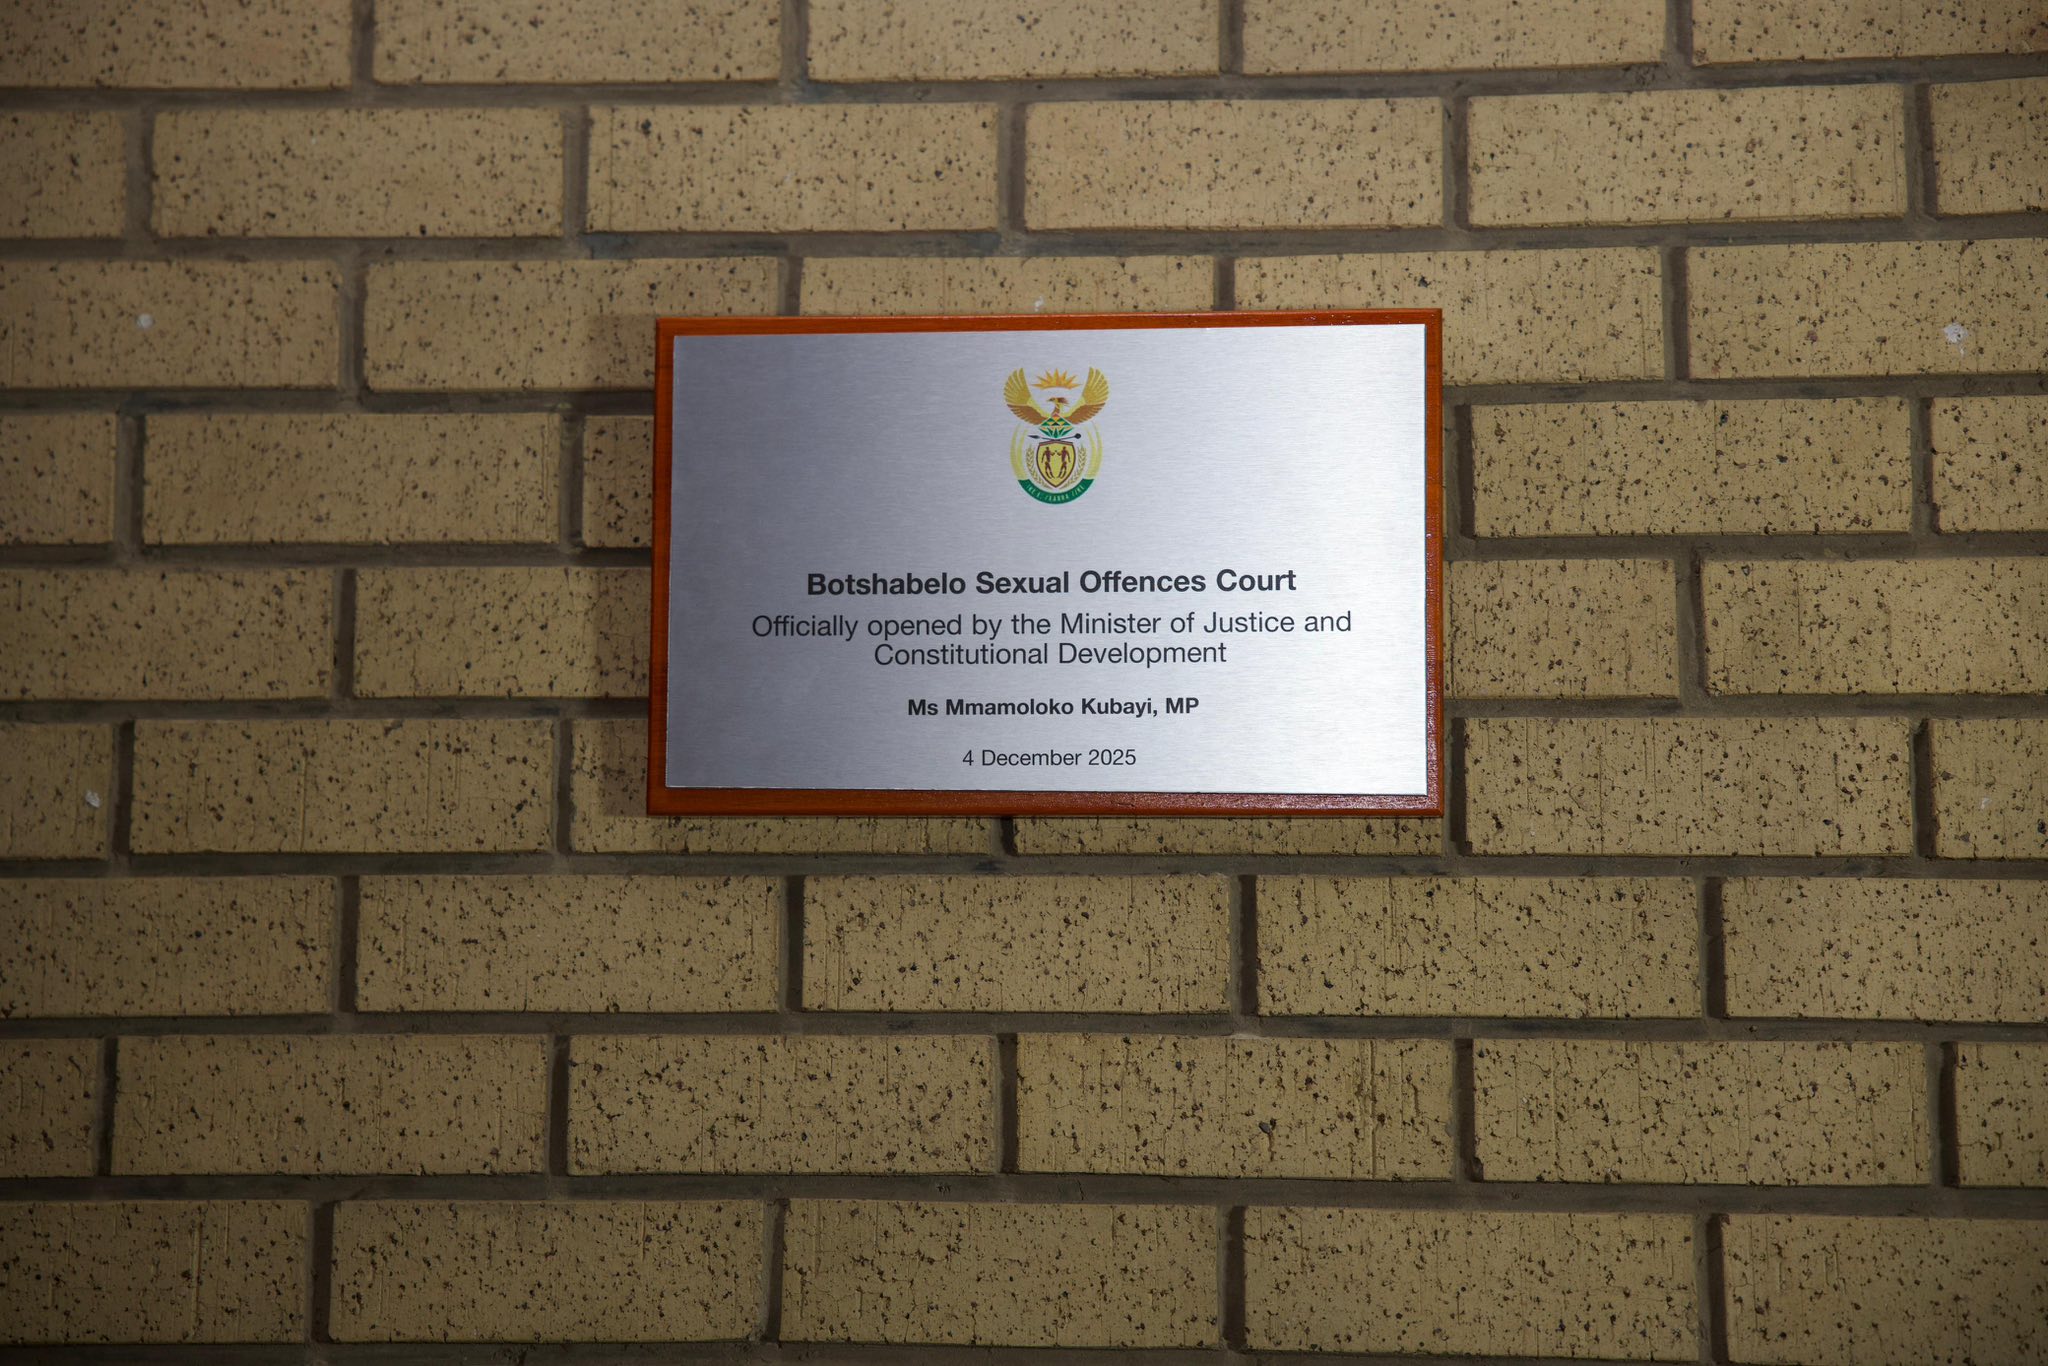 Botshabelo Sexual Offences Court
Officially opened by the Minister of Justice and
Constitutional Development
Ms Mmamoloko Kubayi, MP
4 December 2025